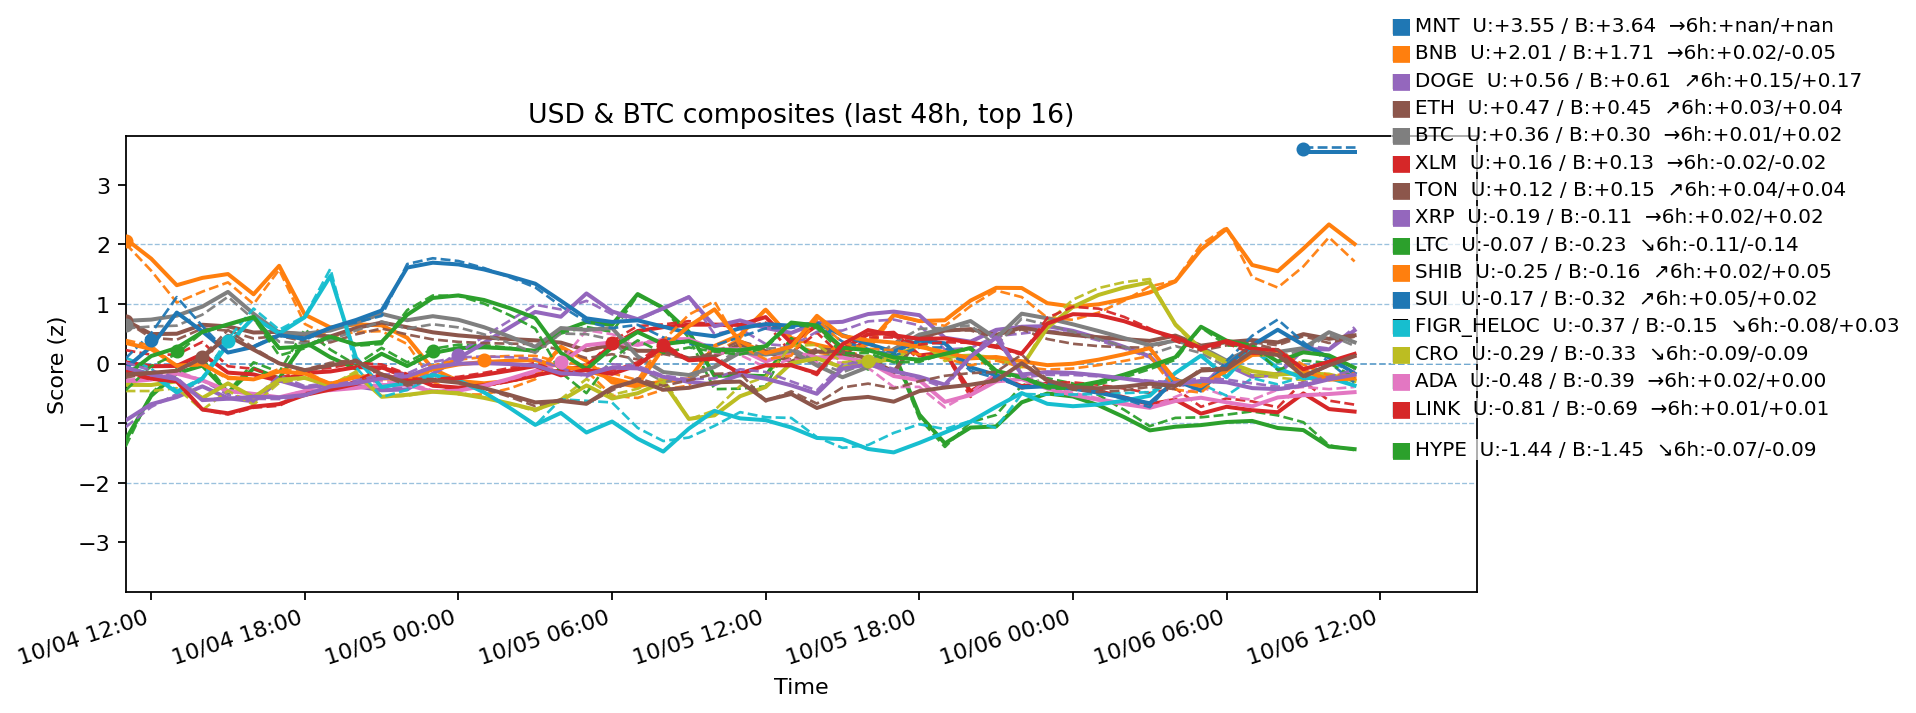 USD & BTC composites (last 48h, top 16)
MNT  U:+3.55 / B:+3.64  →6h:+nan/+nan
BNB  U:+2.01 / B:+1.71  →6h:+0.02/-0.05
DOGE  U:+0.56 / B:+0.61  ↗6h:+0.15/+0.17
ETH  U:+0.47 / B:+0.45  ↗6h:+0.03/+0.04
BTC  U:+0.36 / B:+0.30  →6h:+0.01/+0.02
XLM  U:+0.16 / B:+0.13  →6h:-0.02/-0.02
TON  U:+0.12 / B:+0.15  ↗6h:+0.04/+0.04
XRP  U:-0.19 / B:-0.11  →6h:+0.02/+0.02
LTC  U:-0.07 / B:-0.23  ↘6h:-0.11/-0.14
SHIB  U:-0.25 / B:-0.16  ↗6h:+0.02/+0.05
SUI  U:-0.17 / B:-0.32  ↗6h:+0.05/+0.02
FIGR_HELOC  U:-0.37 / B:-0.15  ↘6h:-0.08/+0.03
CRO  U:-0.29 / B:-0.33  ↘6h:-0.09/-0.09
ADA  U:-0.48 / B:-0.39  →6h:+0.02/+0.00
LINK  U:-0.81 / B:-0.69  →6h:+0.01/+0.01
HYPE  U:-1.44 / B:-1.45  ↘6h:-0.07/-0.09
Score (z)
3
2
1
0
−1
−2
−3
10/04 12:00
10/04 18:00
10/05 00:00
10/05 06:00
10/05 12:00
10/05 18:00
10/06 00:00
10/06 06:00
10/06 12:00
Time